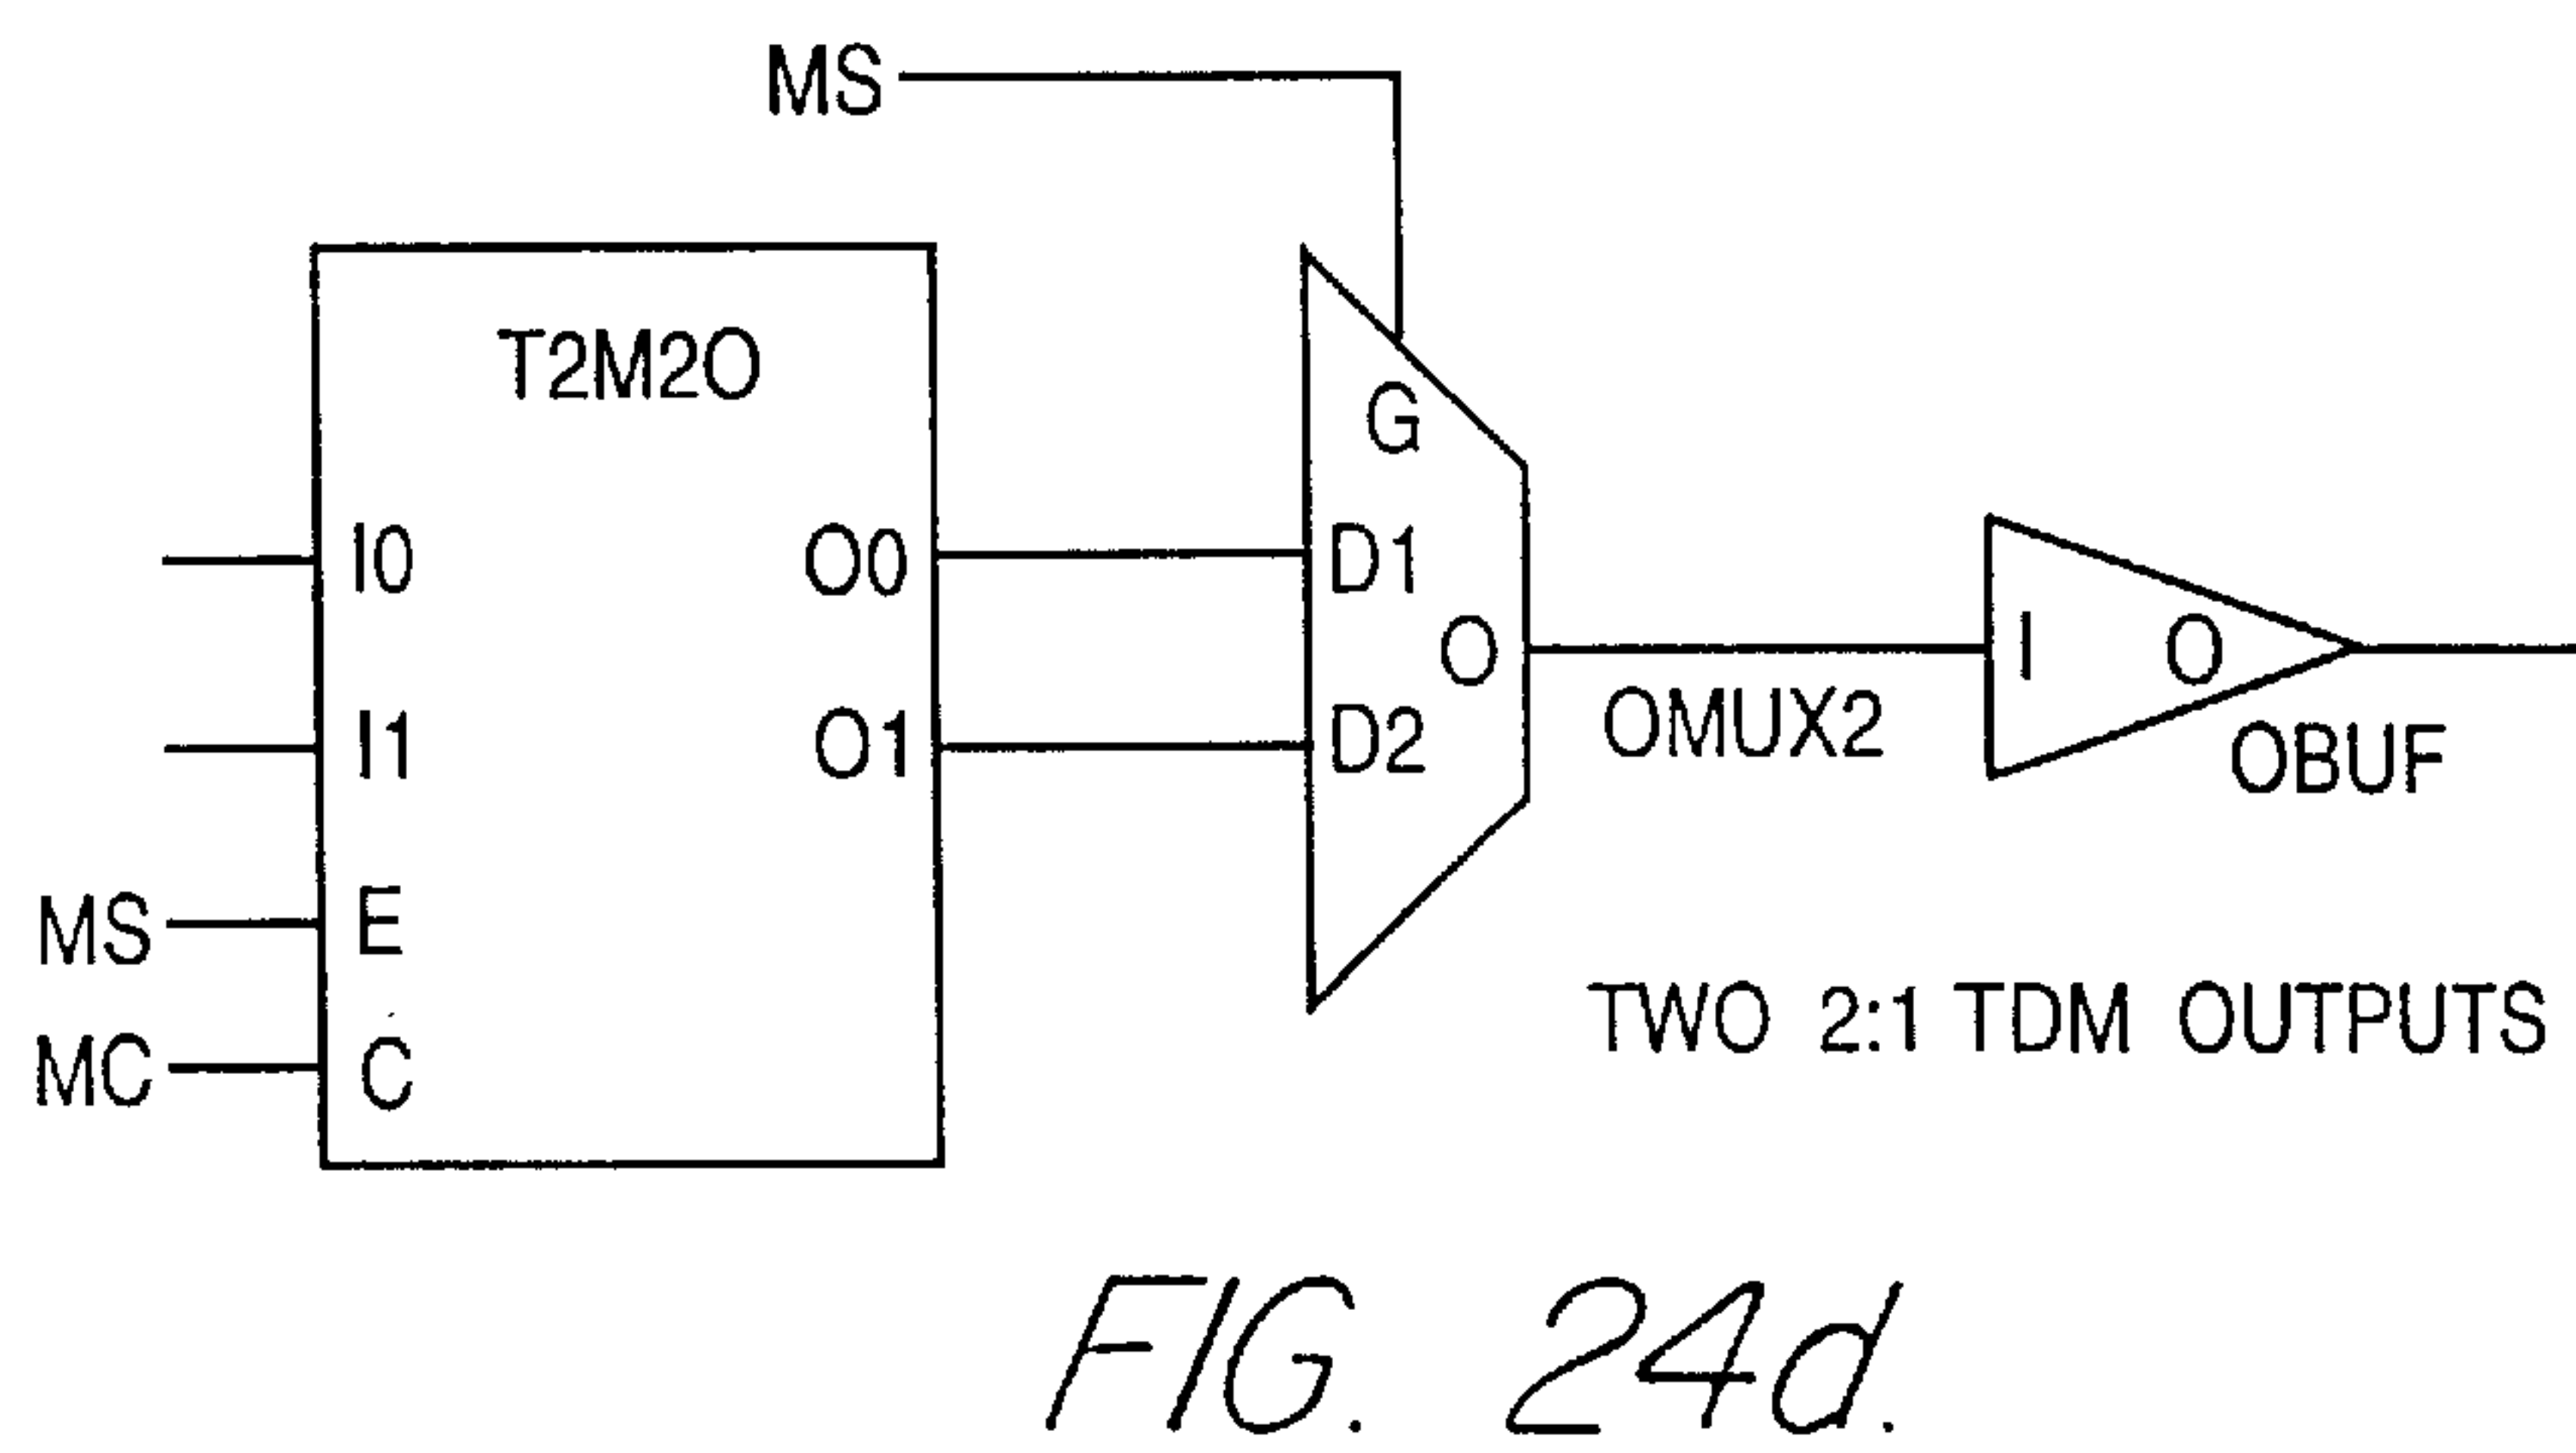 MS
T2M2O
G
I0 O0 D1
O I O
I1 O1 D2
OMUX2
OBUF
MS E
MC C
TWO 2:1 TDM OUTPUTS
FIG. 24d.